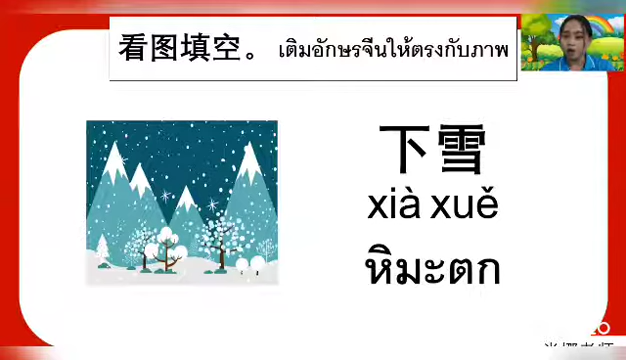 看图填空。 เติมอักษรจีนให้ตรงกับภาพ
下雪
xià xuě
หิมะตก